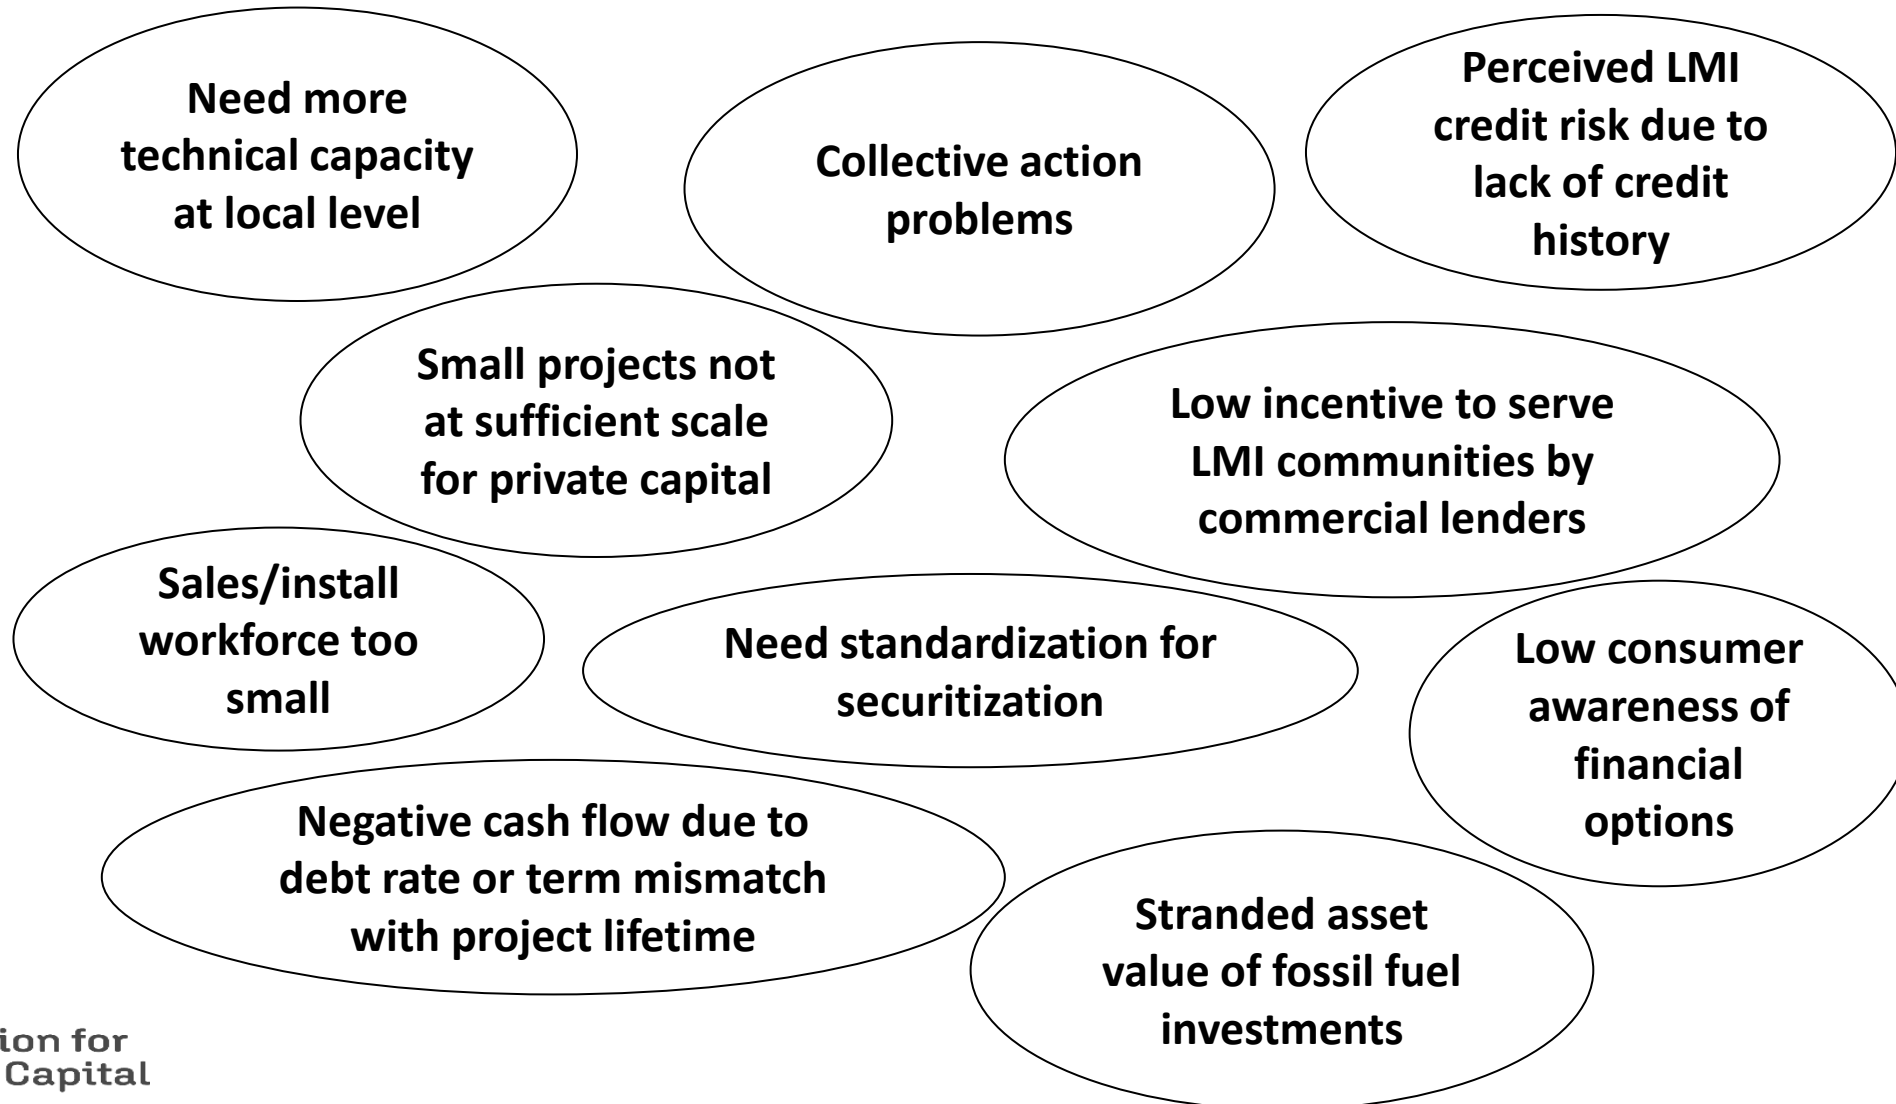 Need more
technical capacity
at local level
Collective action
problems
Perceived LMI
credit risk due to
lack of credit
history
Small projects not
at sufficient scale
for private capital
Low incentive to serve
LMI communities by
commercial lenders
Sales/install
workforce too
small
Need standardization for
securitization
Low consumer
awareness of
financial
options
Negative cash flow due to
debt rate or term mismatch
with project lifetime
Stranded asset
value of fossil fuel
investments
ion for
Capital